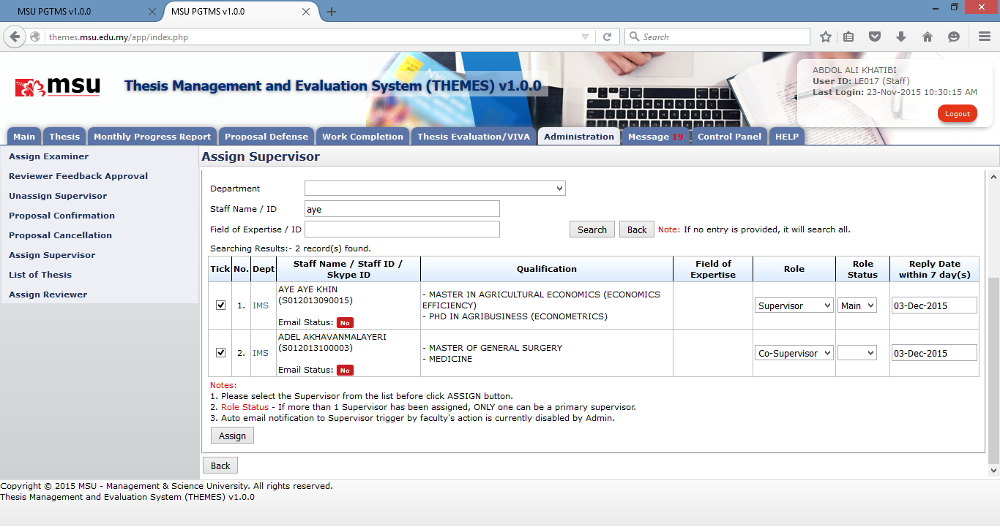 MSU PGTMS v1.0.0
MSU PGTMS v1.0.0
themes.msu.edu.my/app/index.php
Search
msu
Thesis Management and Evaluation System (THEMES) v1.0.0
ABDOL ALI KHATIBI
User ID: LE017 (Staff)
Last Login: 23-Nov-2015 10:30:15 AM
Logout
Main Thesis Monthly Progress Report Proposal Defense Work Completion Thesis Evaluation/VIVA Administration Message 19 Control Panel HELP
Assign Examiner
Reviewer Feedback Approval
Unassign Supervisor
Proposal Confirmation
Proposal Cancellation
Assign Supervisor
List of Thesis
Assign Reviewer
Assign Supervisor
Department
Staff Name / ID aye
Field of Expertise / ID Search Back Note: If no entry is provided, it will search all.
Searching Results:- 2 record(s) found.
Tick No. Dept Staff Name / Staff ID / Skype ID Qualification Field of Expertise Role Role Status Reply Date within 7 day(s)
1. IMS AYE AYE KHIN
(S012013090015)
Email Status: No
- MASTER IN AGRICULTURAL ECONOMICS (ECONOMICS
EFFICIENCY)
- PHD IN AGRIBUSINESS (ECONOMETRICS)
Supervisor Main 03-Dec-2015
2. IMS ADEL AKHAVANMALAYERI
(S012013100003)
Email Status: No
- MASTER OF GENERAL SURGERY
- MEDICINE
Co-Supervisor 03-Dec-2015
Notes:
1. Please select the Supervisor from the list before click ASSIGN button.
2. Role Status - If more than 1 Supervisor has been assigned, ONLY one can be a primary supervisor.
3. Auto email notification to Supervisor trigger by faculty's action is currently disabled by Admin.
Assign
Back
Copyright © 2015 MSU - Management & Science University. All rights reserved.
Thesis Management and Evaluation System (THEMES) v1.0.0